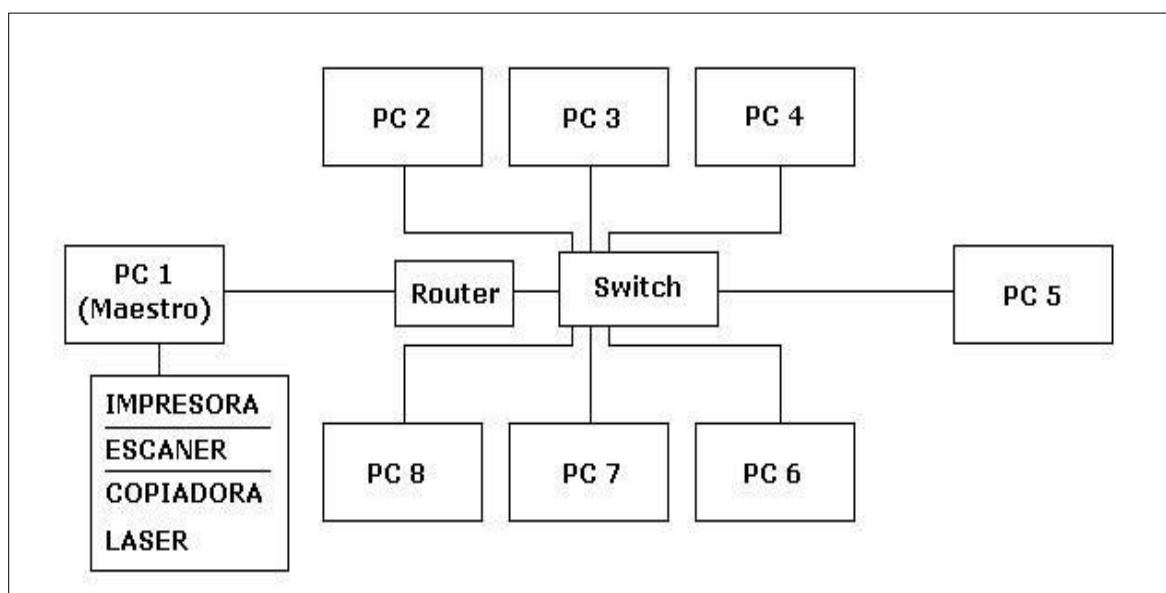 PC 2
PC 3
PC 4
PC 1
(Maestro)
Router
Switch
PC 5
IMPRESORA
ESCANER
COPIADORA
LASER
PC 8
PC 7
PC 6